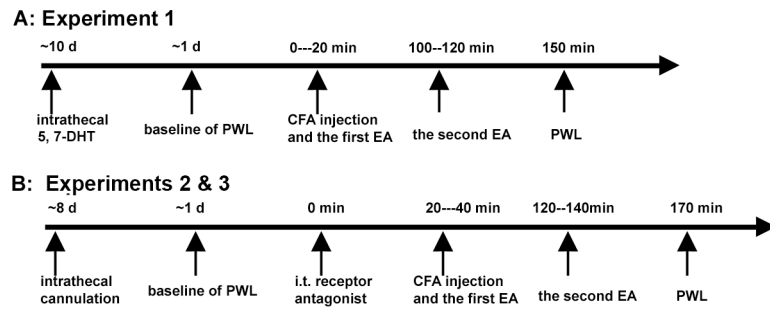 A: Experiment 1
~10 d ~1 d 0---20 min 100--120 min 150 min
intrathecal
5, 7-DHT
baseline of PWL
CFA injection
and the first EA
the second EA
PWL
B: Experiments 2 & 3
~8 d ~1 d 0 min 20---40 min 120--140min 170 min
intrathecal
cannulation
baseline of PWL
i.t. receptor
antagonist
CFA injection
and the first EA
the second EA
PWL